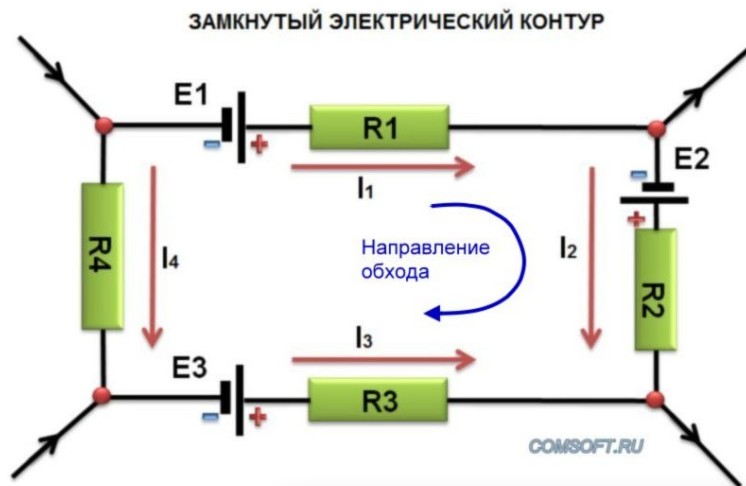 ЗАМКНУТЫЙ ЭЛЕКТРИЧЕСКИЙ КОНТУР
E1
R1
- +
I1
E2
-
+
R4
I4
Направление
обхода
I2
R2
I3
E3
- +
R3
COMSOFT.RU